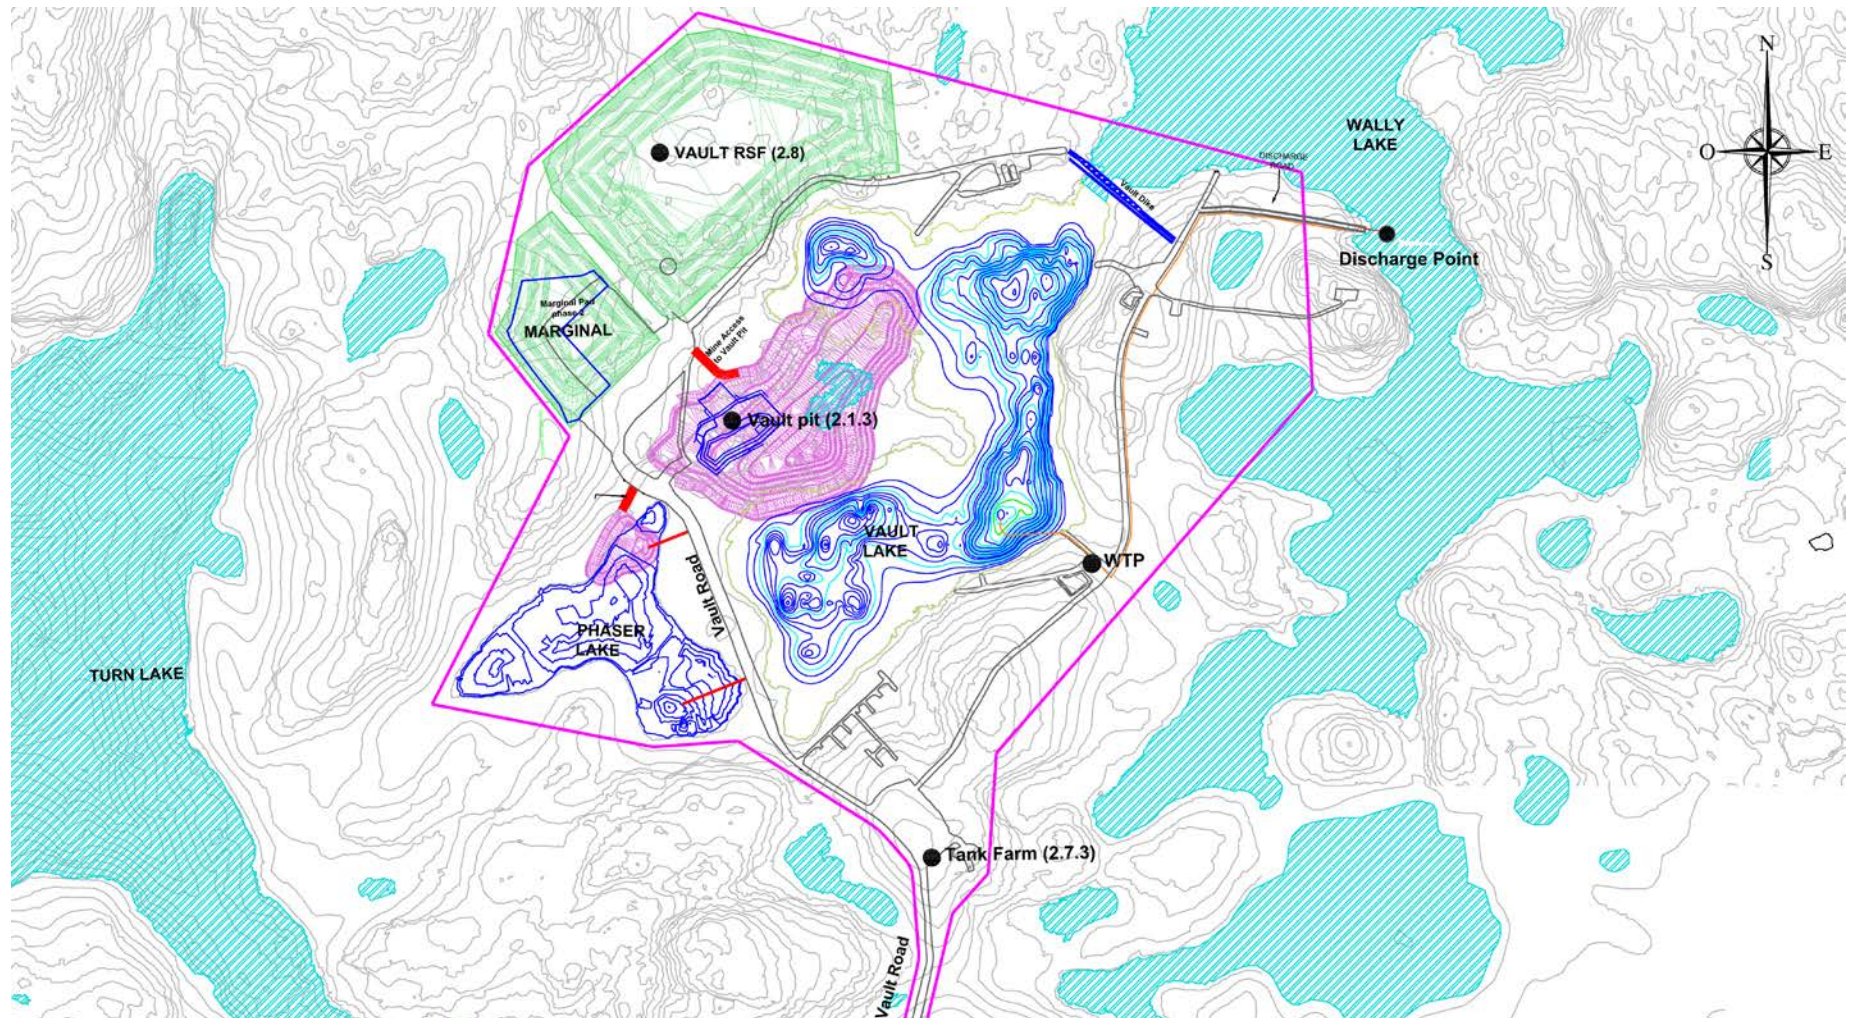 N
WALLY
LAKE
VAULT RSF (2.8)
O
E
DISCHARGE
ROAD
Vault Dike
S
Discharge Point
Marginal Pad
phase 2
MARGINAL
Mine Access
to Vault Pit
Vault pit (2.1.3)
VAULT
LAKE
WTP
Vault Road
PHASER
LAKE
TURN LAKE
Tank Farm (2.7.3)
Vault Road